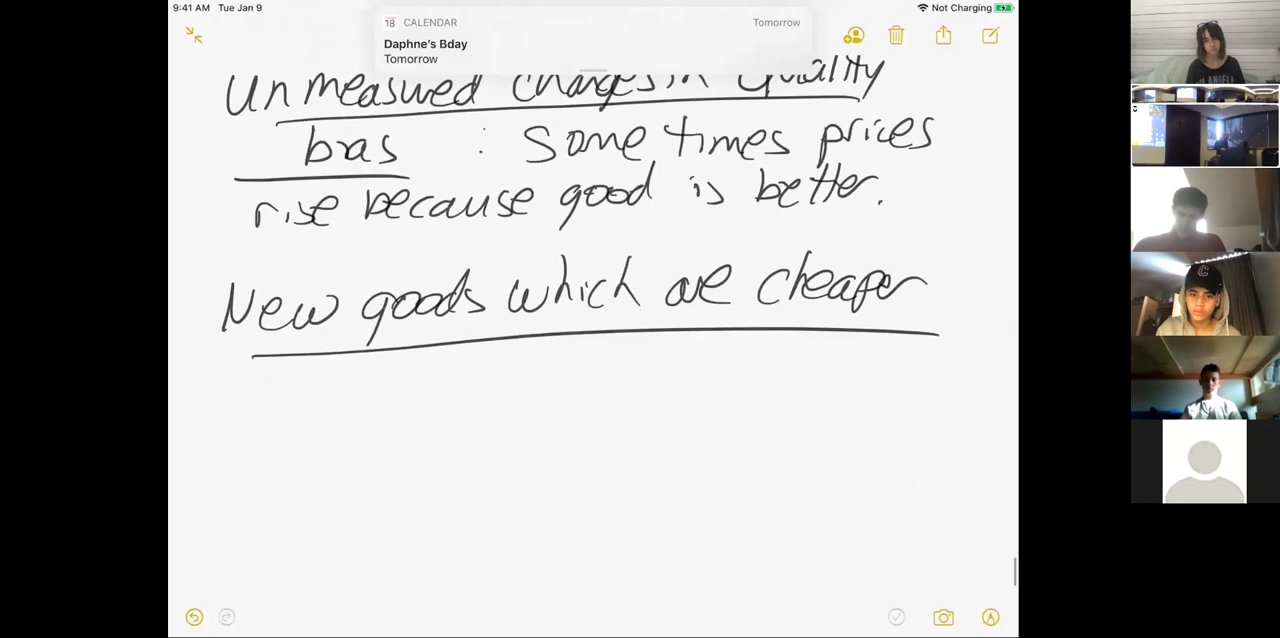 9:41 AM Tue Jan 9
Not Charging
18 CALENDAR
Tomorrow
Daphne's Bday
Tomorrow
Unmeasured changes in quality
bias : Some times prices
rise because good is better.
New goods which are cheaper
C
ANGELE